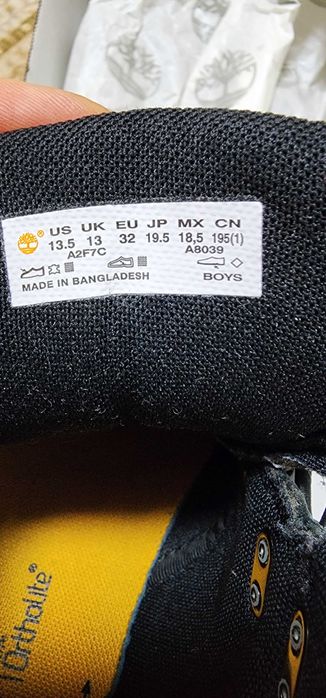 US UK EU JP MX CN
13.5 13 32 19.5 18,5 195(1)
A2F7C A8039
BOYS
MADE IN BANGLADESH
OrthoLite®